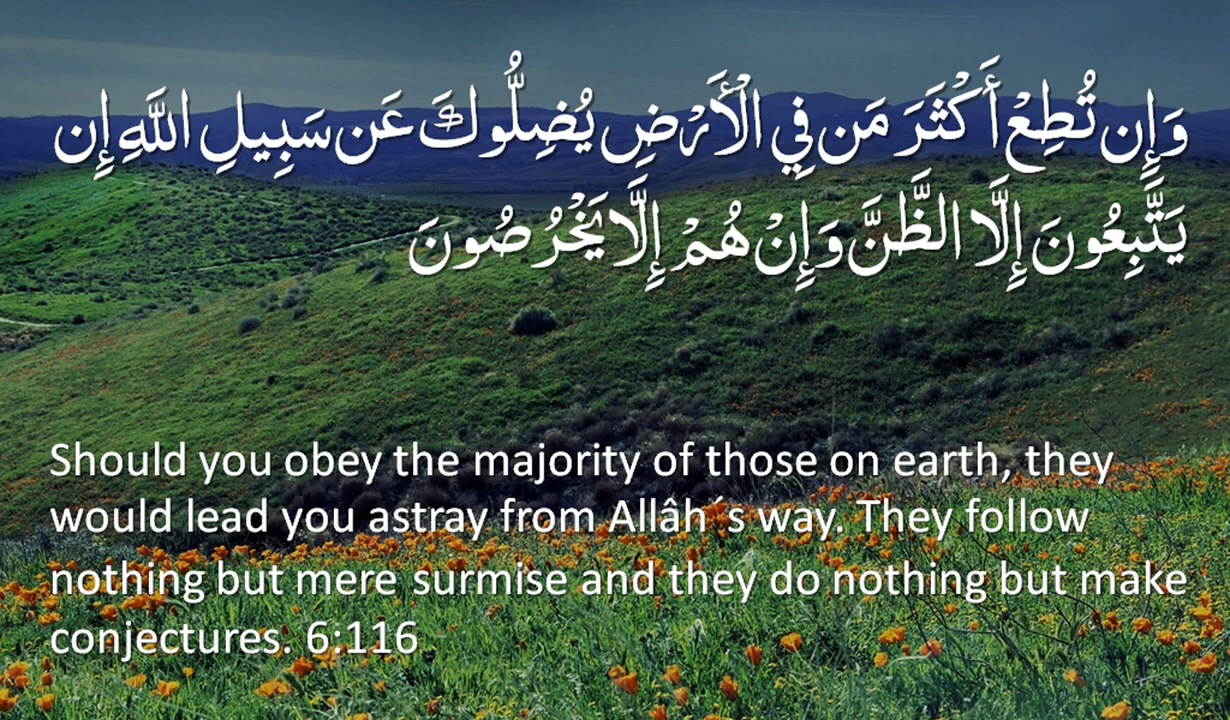 وَإِن تُطِعْ أَكْثَرَ مَن فِي الْأَرْضِ يُضِلُّوكَ عَن سَبِيلِ اللَّهِ إِن
يَتَّبِعُونَ إِلَّا الظَّنَّ وَإِنْ هُمْ إِلَّا يَخْرُصُونَ
Should you obey the majority of those on earth, they
would lead you astray from Allâh´s way. They follow
nothing but mere surmise and they do nothing but make
conjectures. 6:116